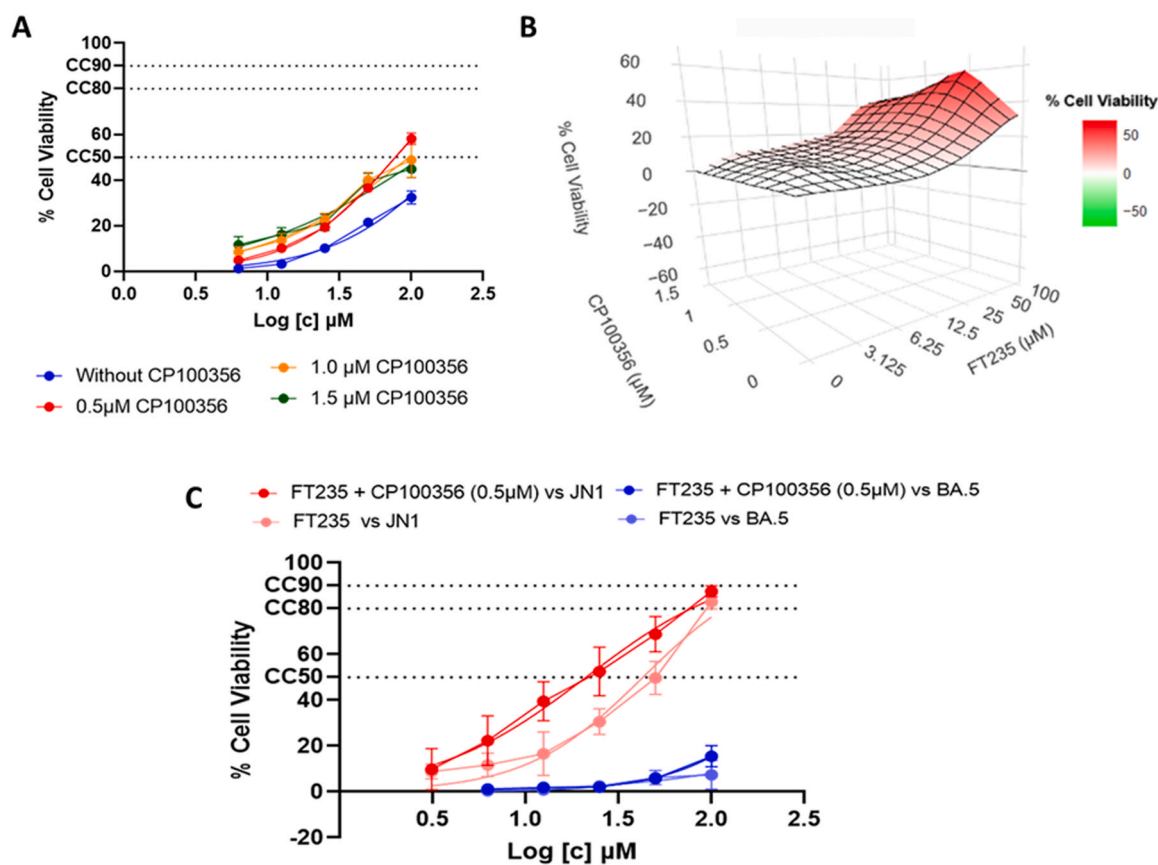 A
100
CC90
CC80
60
CC50
40
20
0
% Cell Viability
0.0 0.5 1.0 1.5 2.0 2.5
Log [c] µM
Without CP100356
0.5µM CP100356
1.0 µM CP100356
1.5 µM CP100356
B
60
40
20
0
−20
−40
−60
% Cell Viability
1.5
1
0.5
0
CP100356 (µM)
0
3.125
6.25
12.5
25
50
100
FT235 (µM)
% Cell Viability
50
0
−50
C
FT235 + CP100356 (0.5µM) vs JN1
FT235 vs JN1
FT235 + CP100356 (0.5µM) vs BA.5
FT235 vs BA.5
100
CC90
CC80
60
CC50
40
20
0
-20
% Cell Viability
0.5 1.0 1.5 2.0 2.5
Log [c] µM